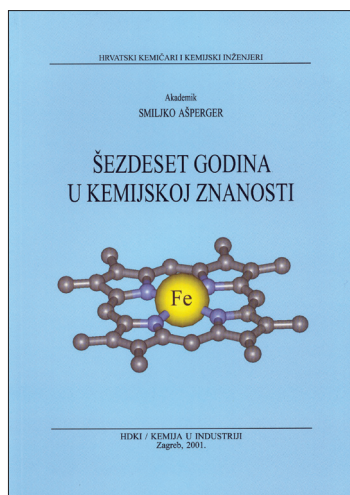 HRVATSKI KEMIČARI I KEMIJSKI INŽENJERI
Akademik
SMILJKO AŠPERGER
ŠEZDESET GODINA
U KEMIJSKOJ ZNANOSTI
Fe
HDKI / KEMIJA U INDUSTRIJI
Zagreb, 2001.